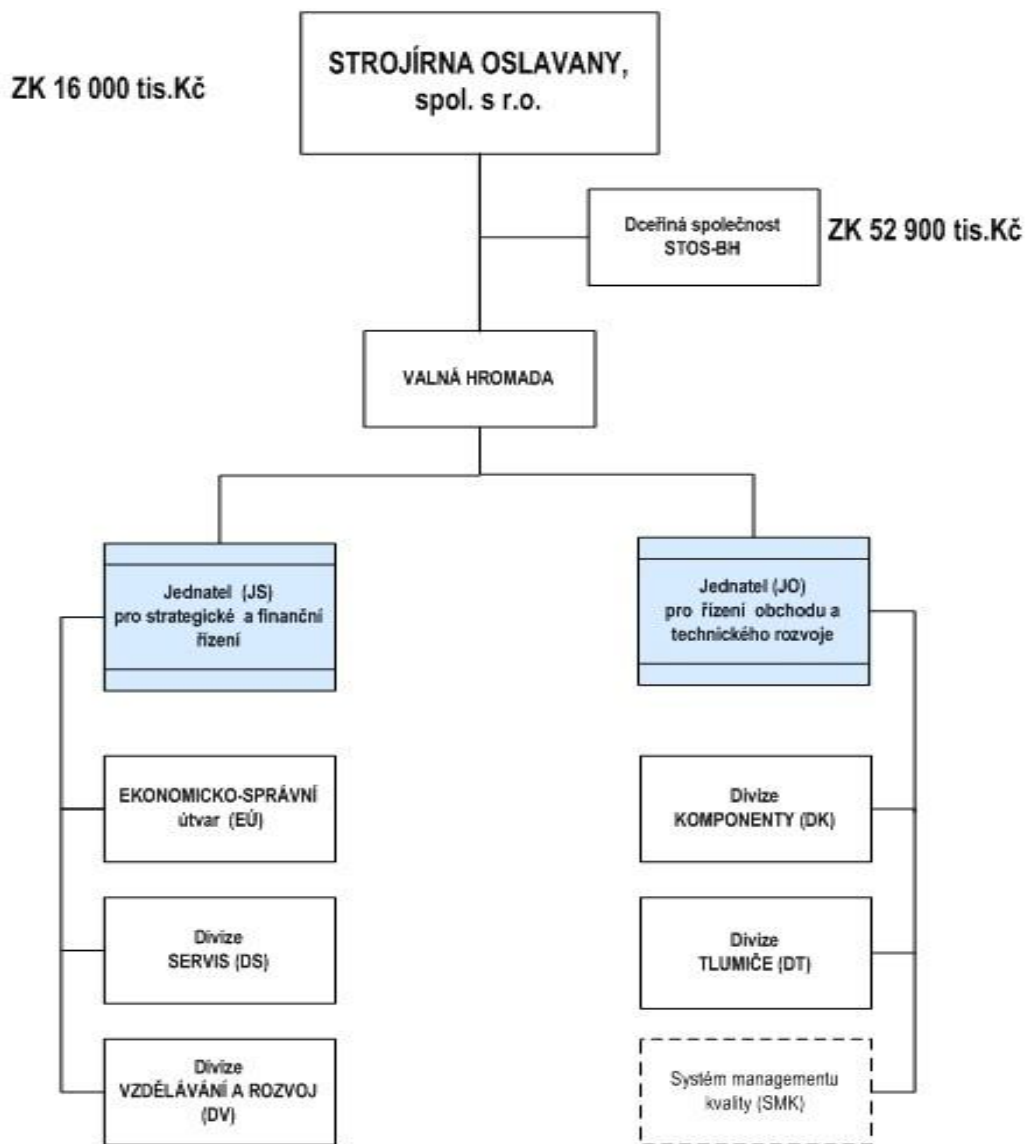 ZK 16 000 tis.Kč
STROJÍRNA OSLAVANY,
spol. s r.o.
Dceřiná společnost
STOS-BH
ZK 52 900 tis.Kč
VALNÁ HROMADA
Jednatel (JS)
pro strategické a finanční
řízení
Jednatel (JO)
pro řízení obchodu a
technického rozvoje
EKONOMICKO-SPRÁVNÍ
útvar (EÚ)
Divize
SERVIS (DS)
Divize
VZDĚLÁVÁNÍ A ROZVOJ
(DV)
Divize
KOMPONENTY (DK)
Divize
TLUMIČE (DT)
Systém managementu
kvality (SMK)